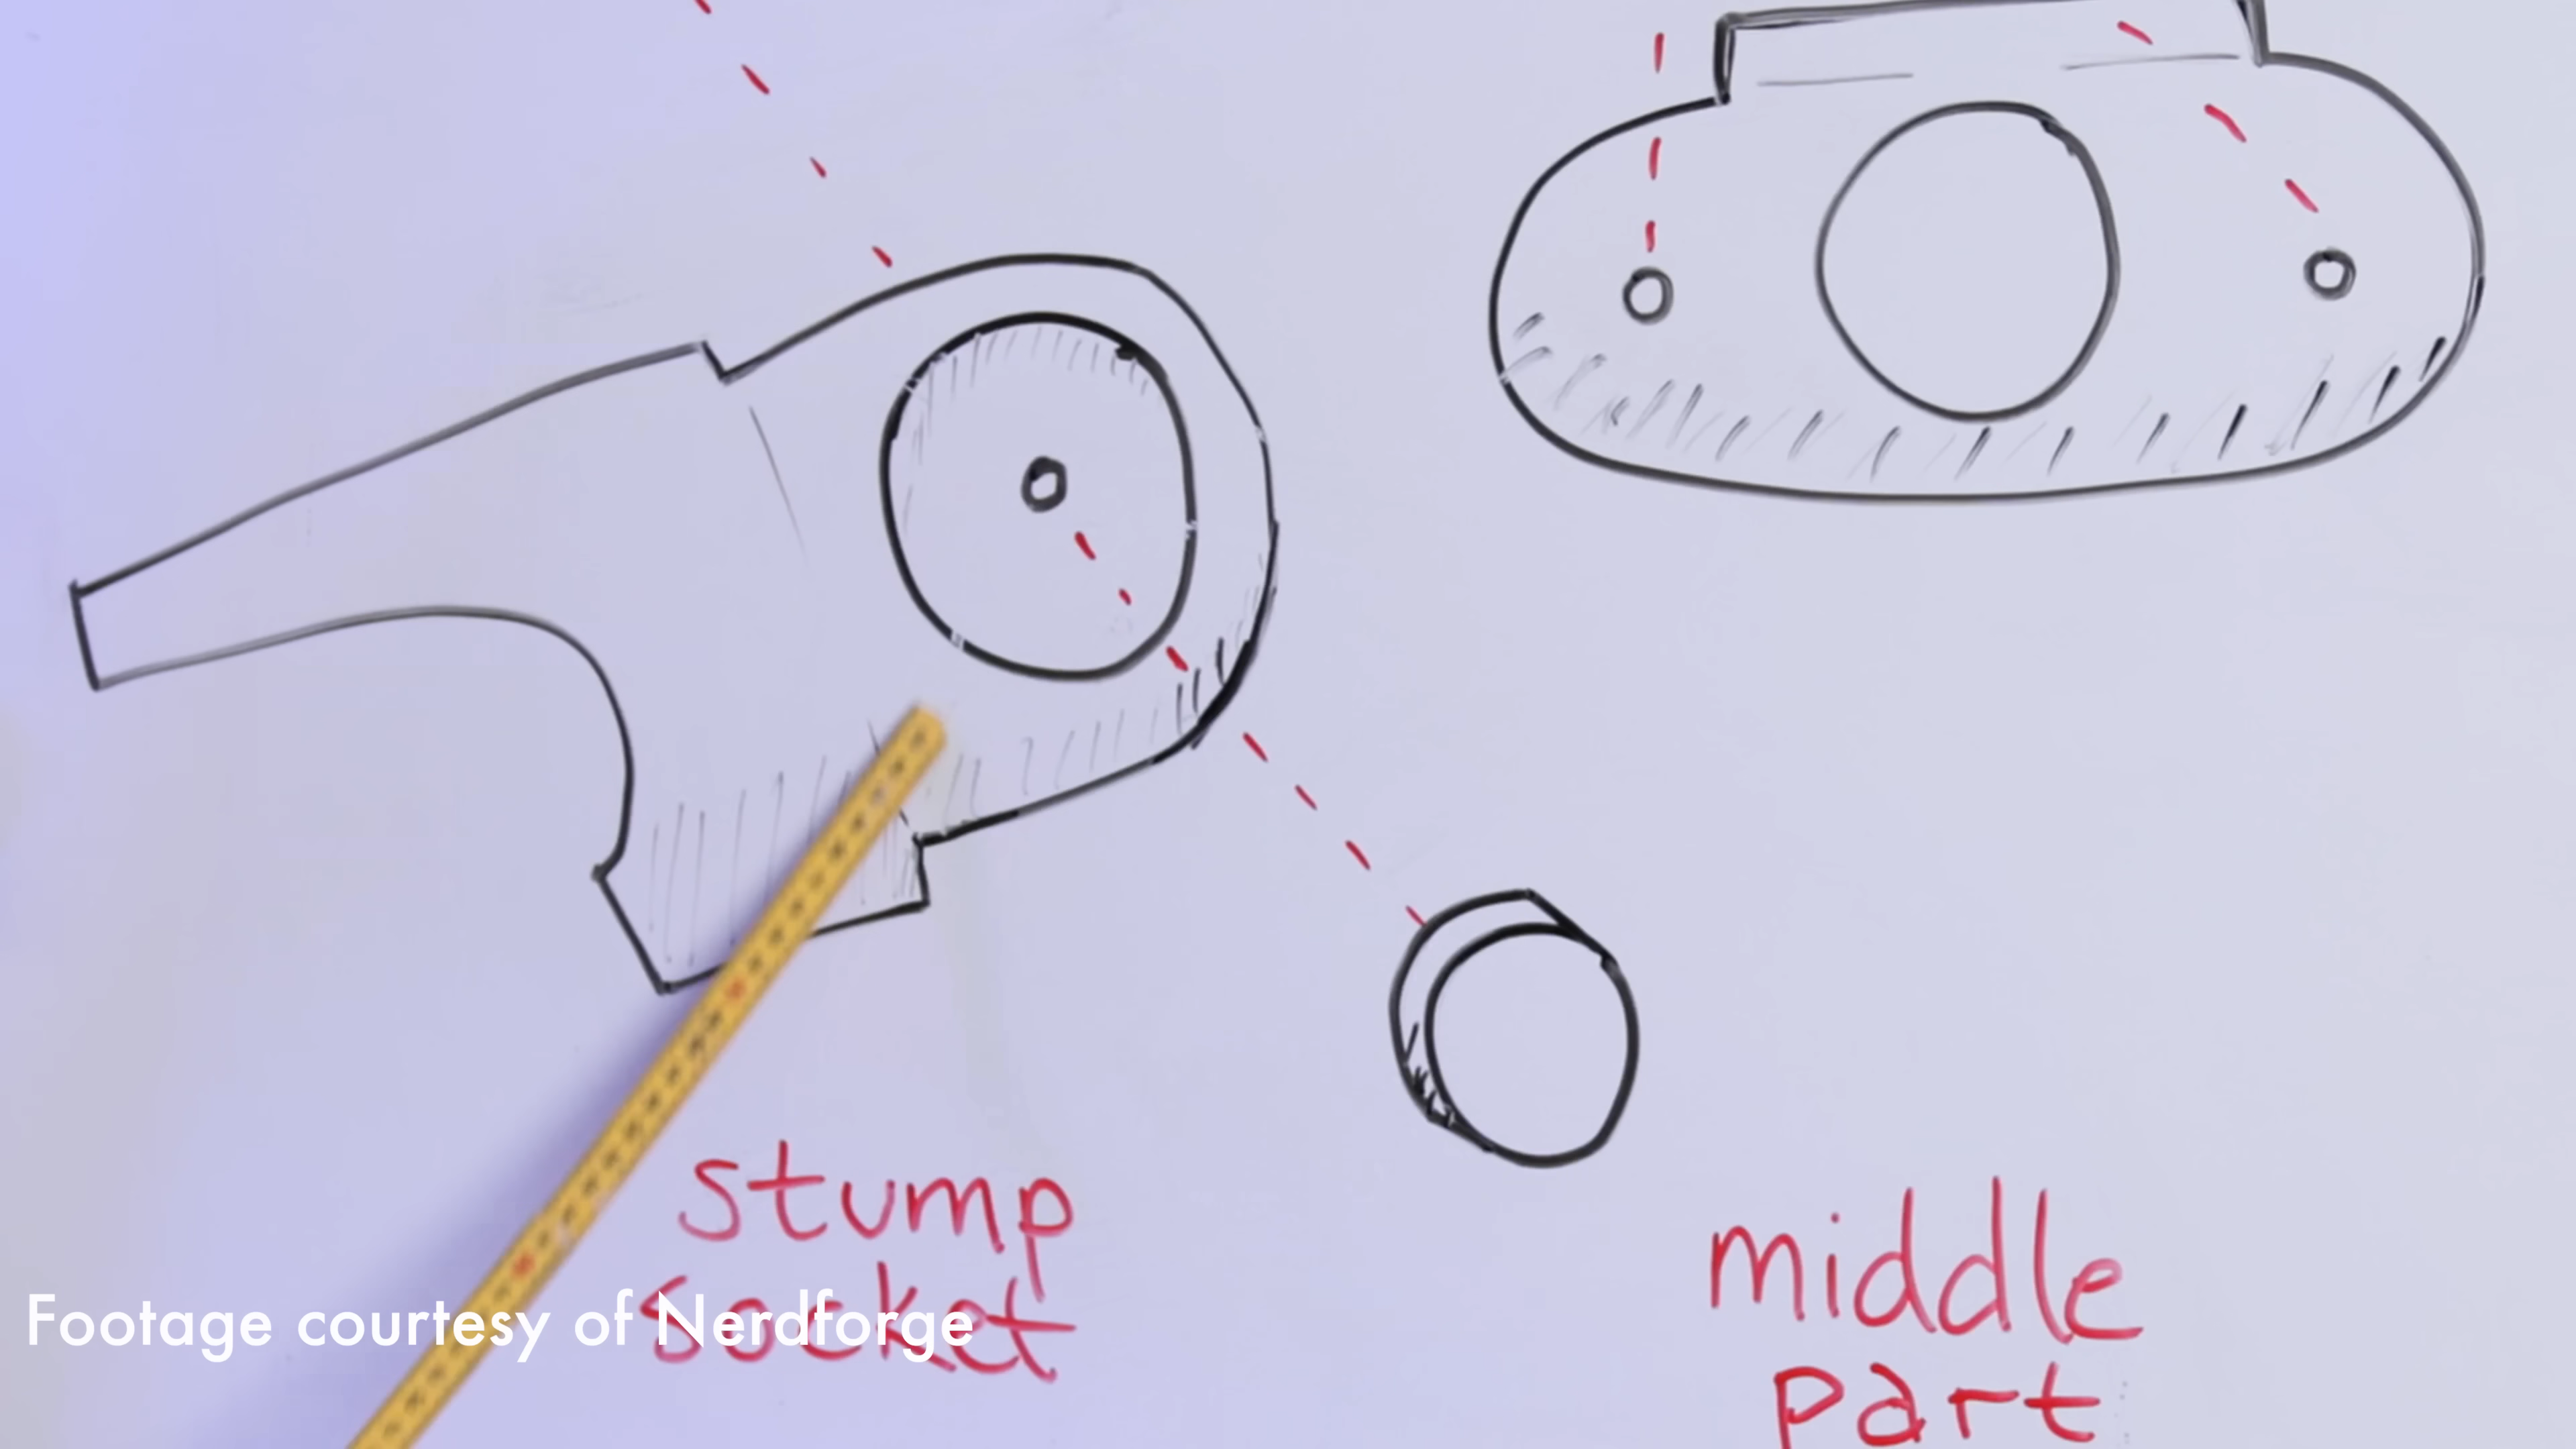 stump
socket
middle
part
Footage courtesy of Nerdforge